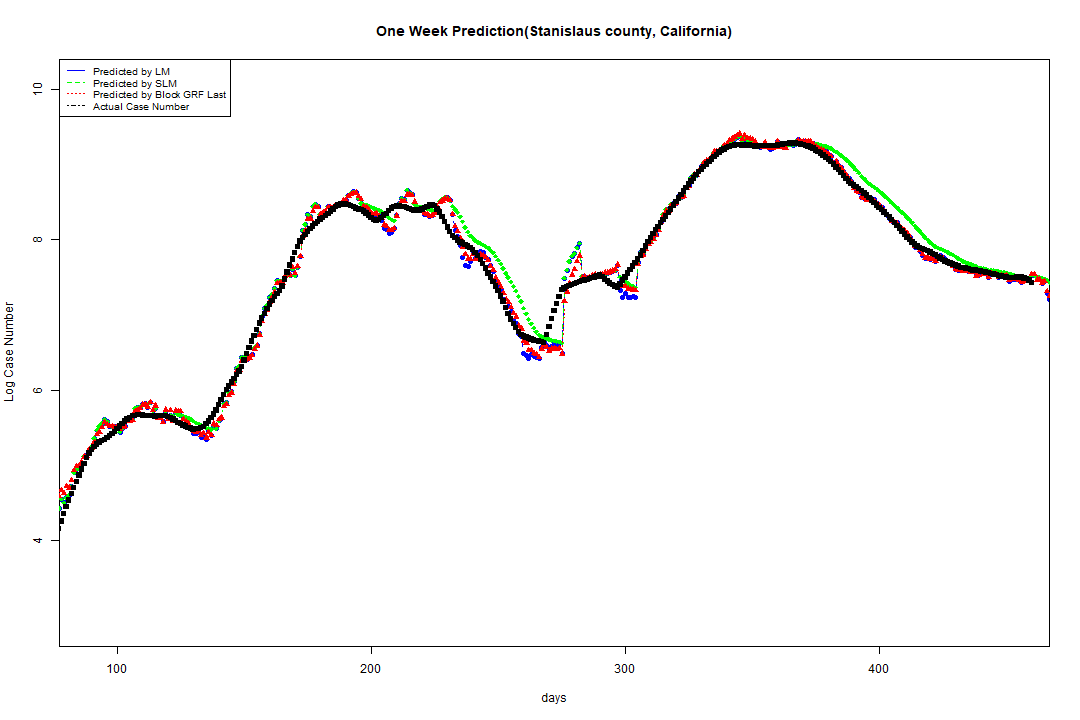 One Week Prediction(Stanislaus county, California)
Predicted by LM
Predicted by SLM
Predicted by Block GRF Last
Actual Case Number
10
8
6
4
Log Case Number
100
200
300
400
days